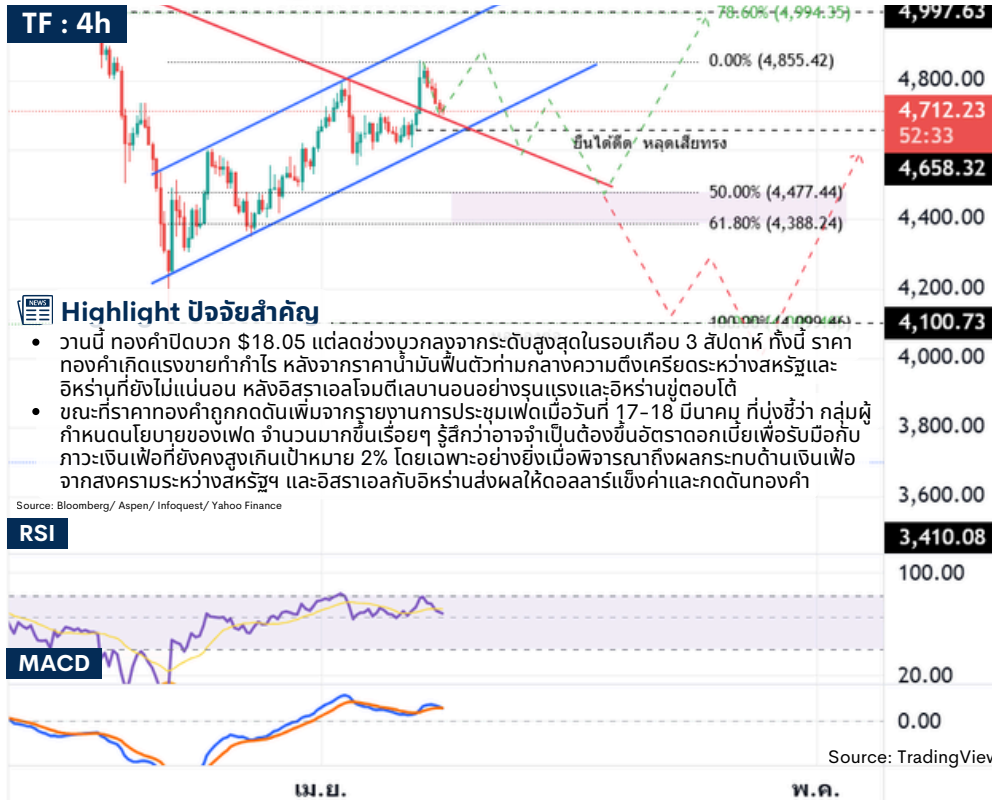 TF : 4h
78.60% (4,994.35)
4,997.63
0.00% (4,855.42)
4,800.00
4,712.23
52:33
ยืนได้ดีด หลุดเสียทรง
4,658.32
50.00% (4,477.44)
4,400.00
61.80% (4,388.24)
4,200.00
4,100.73
4,000.00
3,800.00
3,600.00
3,410.08
NEWS
Highlight ปัจจัยสำคัญ
• วานนี้ ทองคำปิดบวก $18.05 แต่ลดช่วงบวกลงจากระดับสูงสุดในรอบเกือบ 3 สัปดาห์ ทั้งนี้ ราคา
ทองคำเกิดแรงขายทำกำไร หลังจากราคาน้ำมันฟื้นตัวท่ามกลางความตึงเครียดระหว่างสหรัฐและ
อิหร่านที่ยังไม่แน่นอน หลังอิสราเอลโจมตีเลบานอนอย่างรุนแรงและอิหร่านขู่ตอบโต้
• ขณะที่ราคาทองคำถูกกดดันเพิ่มจากรายงานการประชุมเฟดเมื่อวันที่ 17-18 มีนาคม ที่บ่งชี้ว่า กลุ่มผู้
กำหนดนโยบายของเฟด จำนวนมากขึ้นเรื่อยๆ รู้สึกว่าอาจจำเป็นต้องขึ้นอัตราดอกเบี้ยเพื่อรับมือกับ
ภาวะเงินเฟ้อที่ยังคงสูงเกินเป้าหมาย 2% โดยเฉพาะอย่างยิ่งเมื่อพิจารณาถึงผลกระทบด้านเงินเฟ้อ
จากสงครามระหว่างสหรัฐฯ และอิสราเอลกับอิหร่านส่งผลให้ดอลลาร์แข็งค่าและกดดันทองคำ
Source: Bloomberg/ Aspen/ Infoquest/ Yahoo Finance
RSI
100.00
20.00
MACD
0.00
Source: TradingView
เม.ย.
พ.ค.